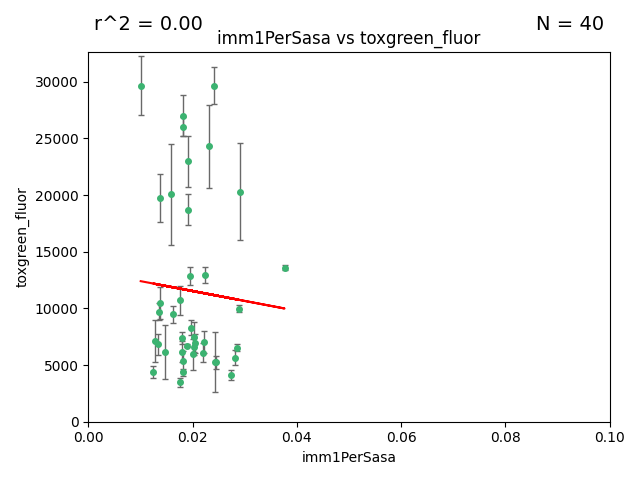 r^2 = 0.00
N = 40
imm1PerSasa vs toxgreen_fluor
toxgreen_fluor
30000
25000
20000
15000
10000
5000
0
0.00
0.02
0.04
0.06
0.08
0.10
imm1PerSasa